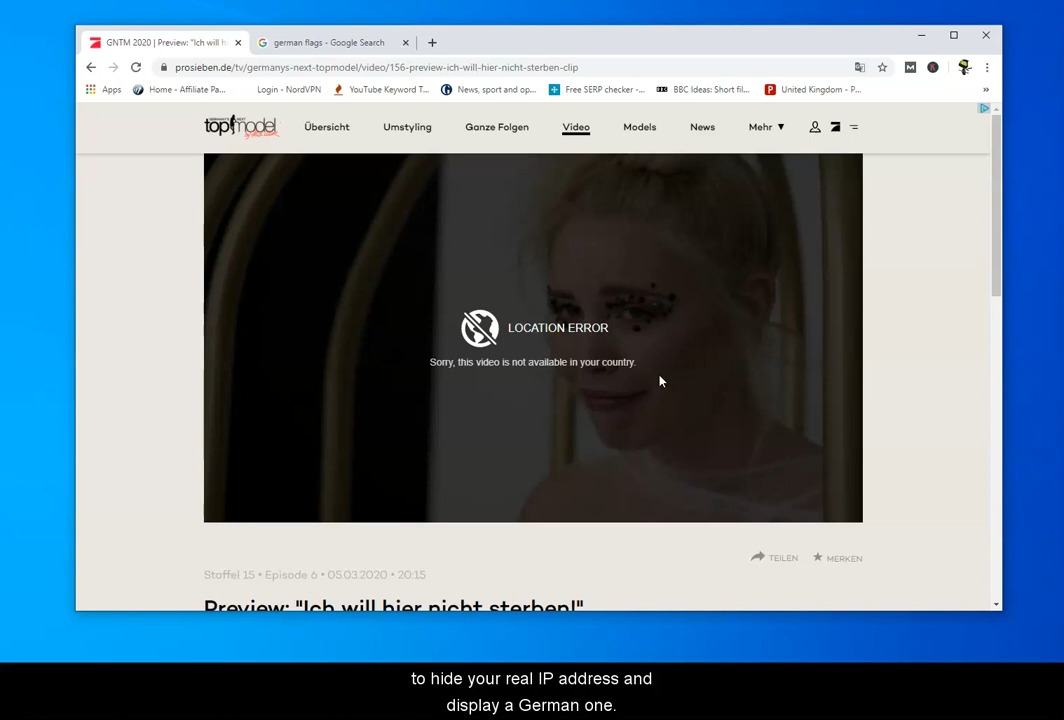 GNTM 2020 | Preview: "Ich will h
german flags - Google Search
prosieben.de/tv/germanys-next-topmodel/video/156-preview-ich-will-hier-nicht-sterben-clip
Apps Home - Affiliate Pa... Login - NordVPN YouTube Keyword T... News, sport and op... Free SERP checker -... BBC Ideas: Short fil... United Kingdom - P... »
topmodel Übersicht Umstyling Ganze Folgen Video Models News Mehr
LOCATION ERROR
Sorry, this video is not available in your country.
TEILEN MERKEN
Staffel 15 • Episode 6 • 05.03.2020 • 20:15
Preview: "Ich will hier nicht sterben!"
to hide your real IP address and
display a German one.